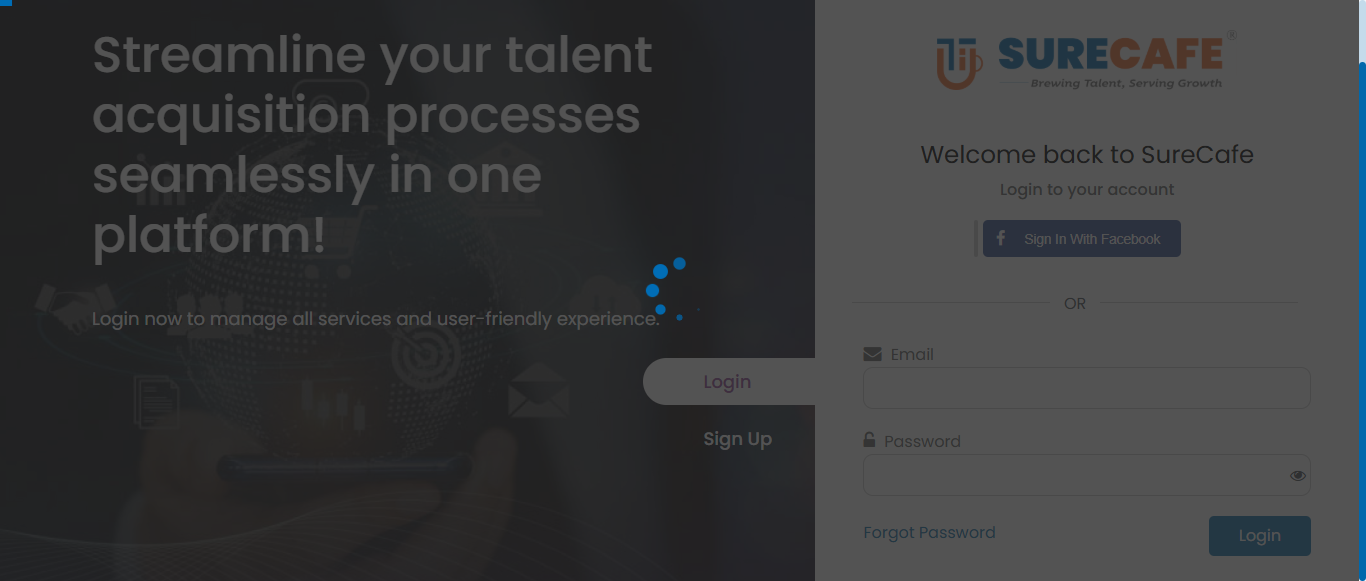 Streamline your talent
acquisition processes
seamlessly in one
platform!
Login now to manage all services and user-friendly experience.
Login
Sign Up
SURECAFE®
Brewing Talent, Serving Growth
Welcome back to SureCafe
Login to your account
Sign In With Facebook
OR
Email
Password
Forgot Password
Login